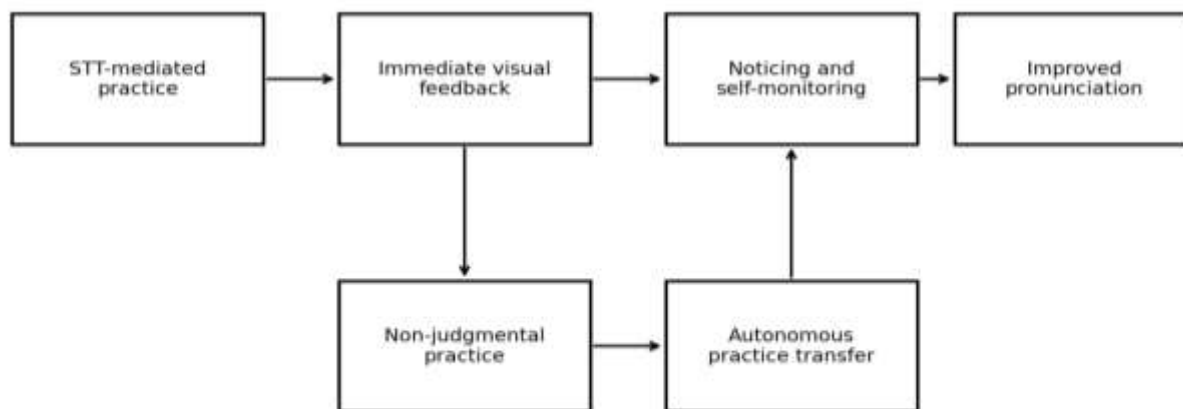 STT-mediated
practice
Immediate visual
feedback
Noticing and
self-monitoring
Improved
pronunciation
Non-judgmental
practice
Autonomous
practice transfer